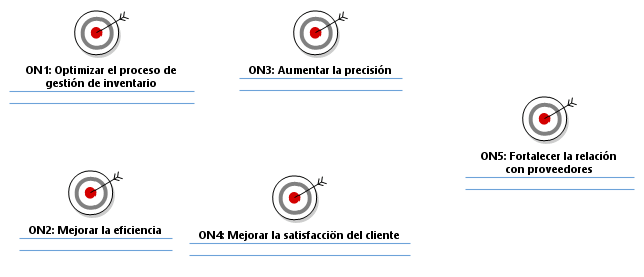 ON1: Optimizar el proceso de
gestión de inventario
ON3: Aumentar la precisión
ON5: Fortalecer la relación
con proveedores
ON2: Mejorar la eficiencia
ON4: Mejorar la satisfacción del cliente